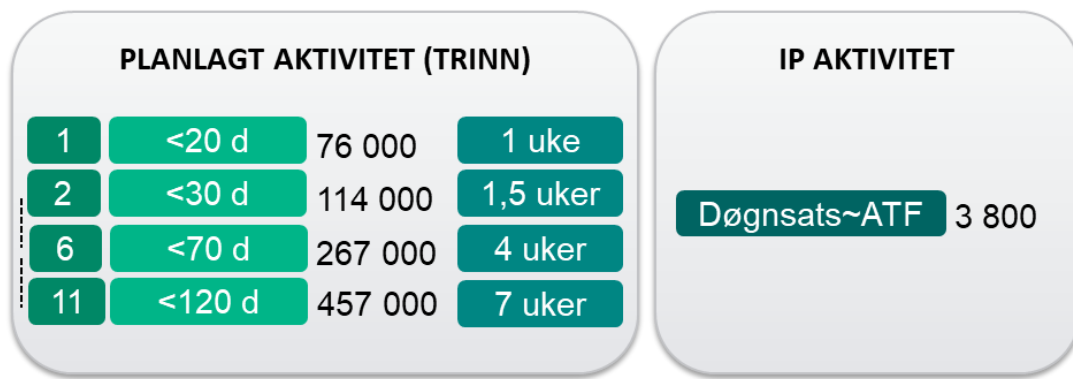 PLANLAGT AKTIVITET (TRINN)
1 <20 d 76 000 1 uke
2 <30 d 114 000 1,5 uker
6 <70 d 267 000 4 uker
11 <120 d 457 000 7 uker
IP AKTIVITET
Døgnsats~ATF 3 800